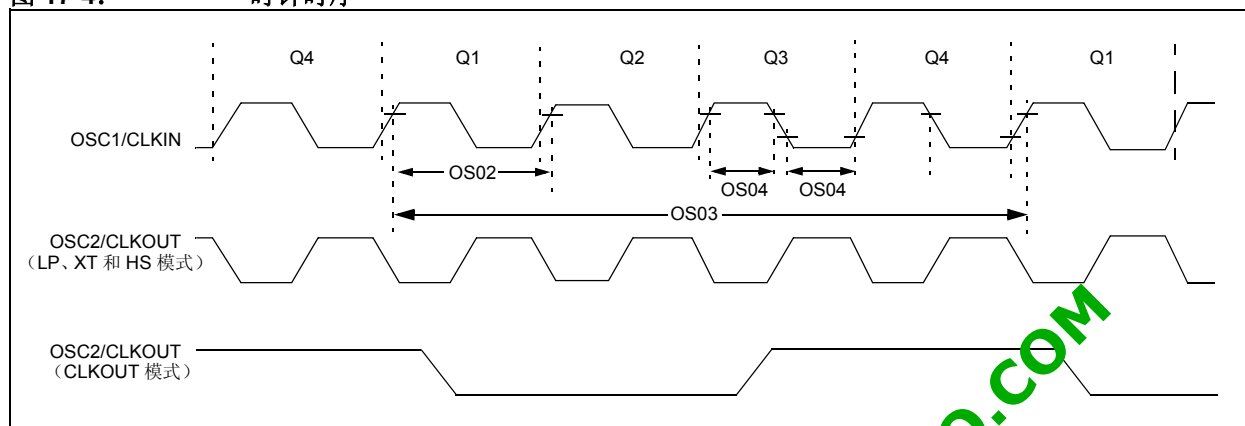 Q4 Q1 Q2 Q3 Q4 Q1
OSC1/CLKIN
OS02
OS04 OS04
OS03
OSC2/CLKOUT
（LP、XT 和 HS 模式）
OSC2/CLKOUT
（CLKOUT 模式）
O.COM